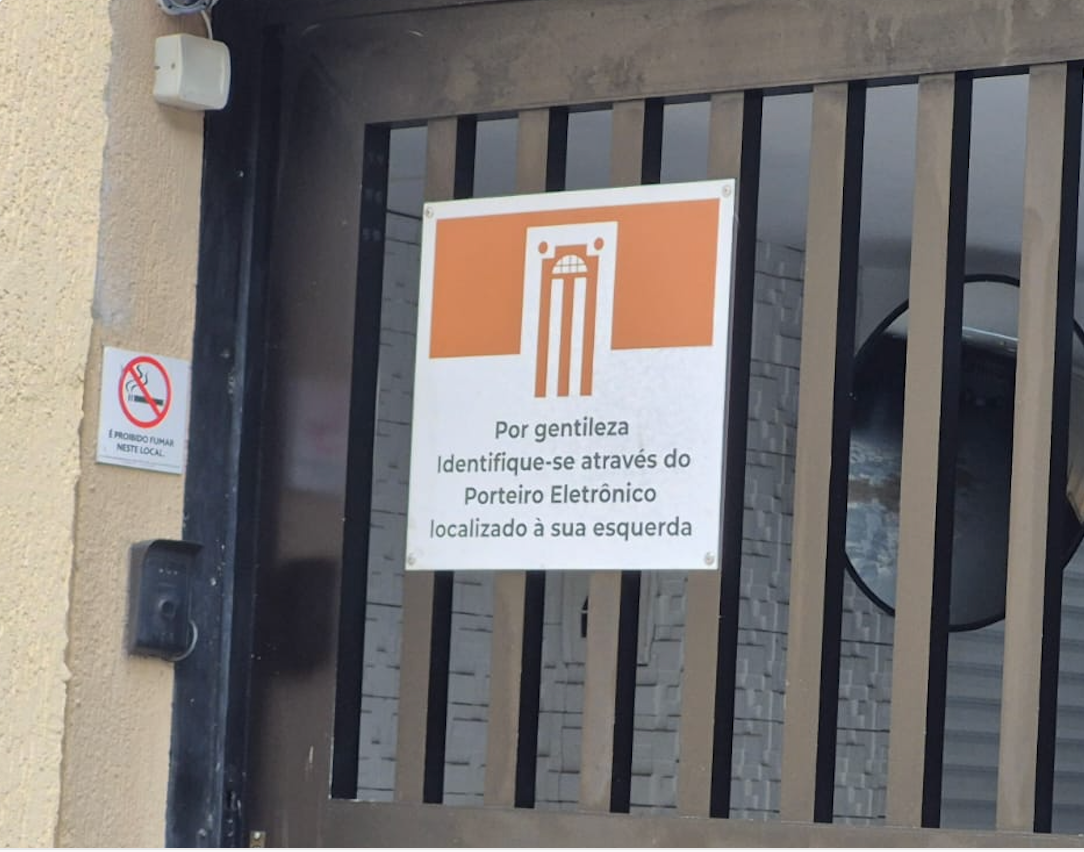 Por gentileza
Identifique-se através do
Porteiro Eletrônico
localizado à sua esquerda
É PROIBIDO FUMAR
NESTE LOCAL.